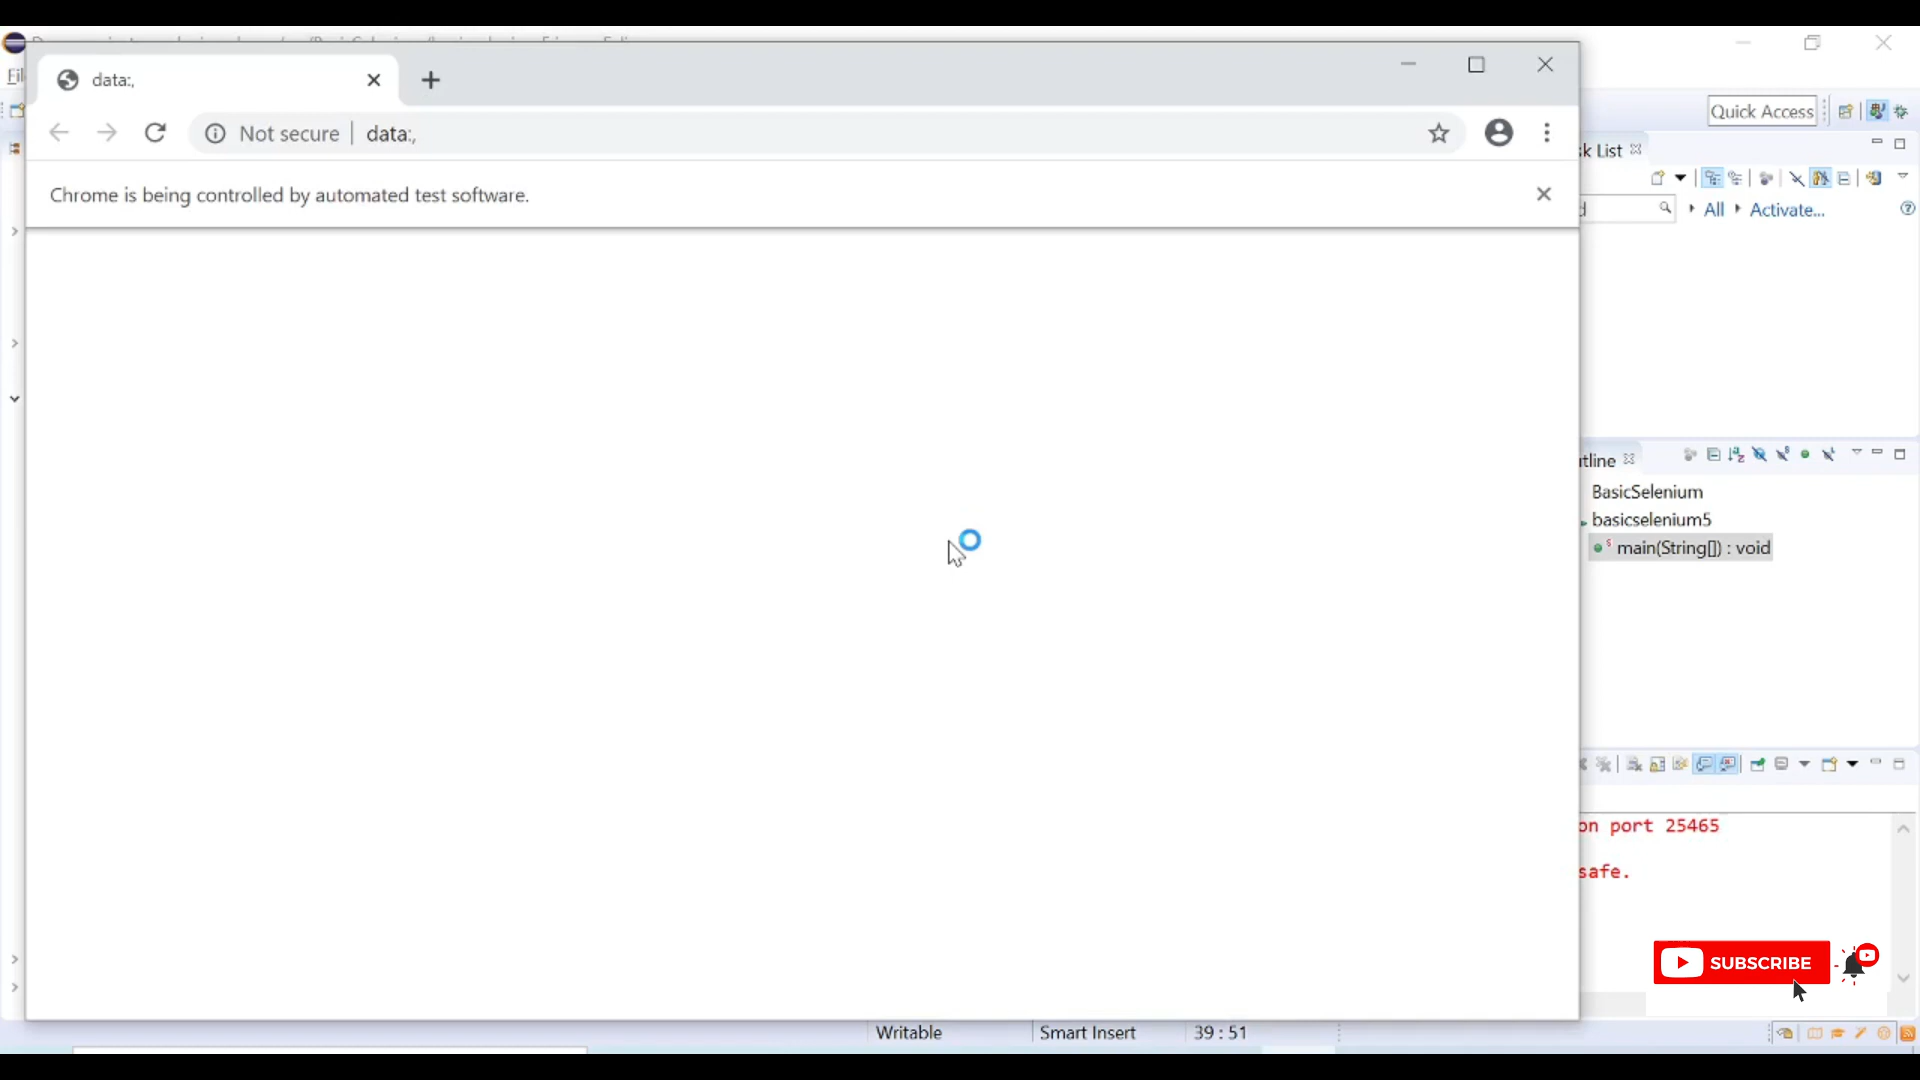 data:,
Not secure
data:,
Chrome is being controlled by automated test software.
Quick Access
k List
All
Activate...
tline
BasicSelenium
basicselenium5
main(String[]) : void
on port 25465
safe.
SUBSCRIBE
Writable
Smart Insert
39 : 51